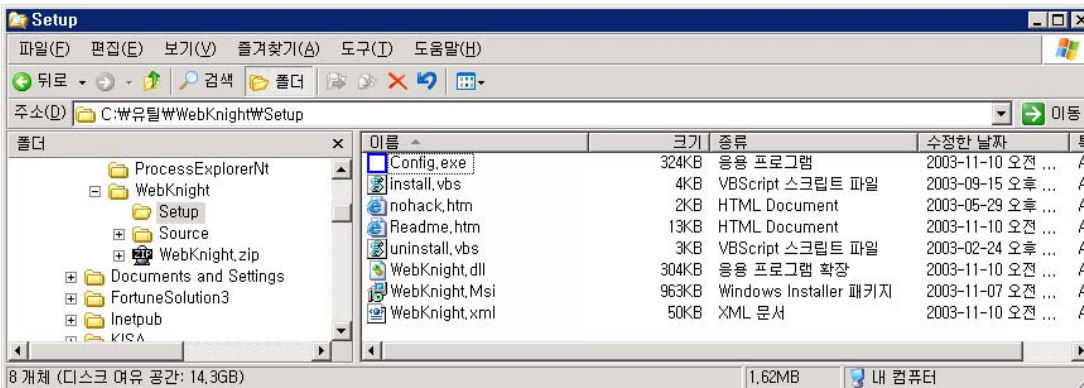 Setup
파일(F) 편집(E) 보기(V) 즐겨찾기(A) 도구(T) 도움말(H)
뒤로 검색 폴더
주소(D) C:₩유틸₩WebKnight₩Setup 이동
폴더 x 이름 크기 종류 수정한 날짜
ProcessExplorerNt
WebKnight
Setup
Source
WebKnight.zip
Documents and Settings
FortuneSolution3
Inetpub
KISA
Config.exe 324KB 응용 프로그램 2003-11-10 오전 ...
install.vbs 4KB VBScript 스크립트 파일 2003-09-15 오후 ...
nohack.htm 2KB HTML Document 2003-05-29 오후 ...
Readme.htm 13KB HTML Document 2003-11-10 오전 ...
uninstall.vbs 3KB VBScript 스크립트 파일 2003-02-24 오후 ...
WebKnight.dll 304KB 응용 프로그램 확장 2003-11-10 오전 ...
WebKnight.Msi 963KB Windows Installer 패키지 2003-11-07 오전 ...
WebKnight.xml 50KB XML 문서 2003-11-10 오전 ...
8 개체 (디스크 여유 공간: 14.3GB) 1.62MB 내 컴퓨터